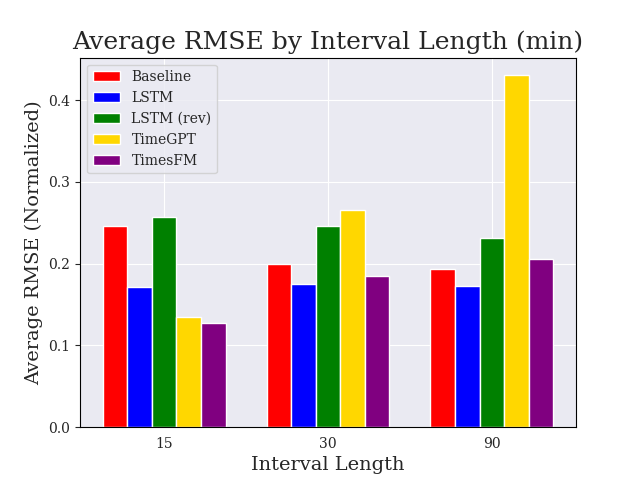 Average RMSE by Interval Length (min)
Baseline
LSTM
LSTM (rev)
TimeGPT
TimesFM
Average RMSE (Normalized)
0.4
0.3
0.2
0.1
0.0
15 30 90
Interval Length